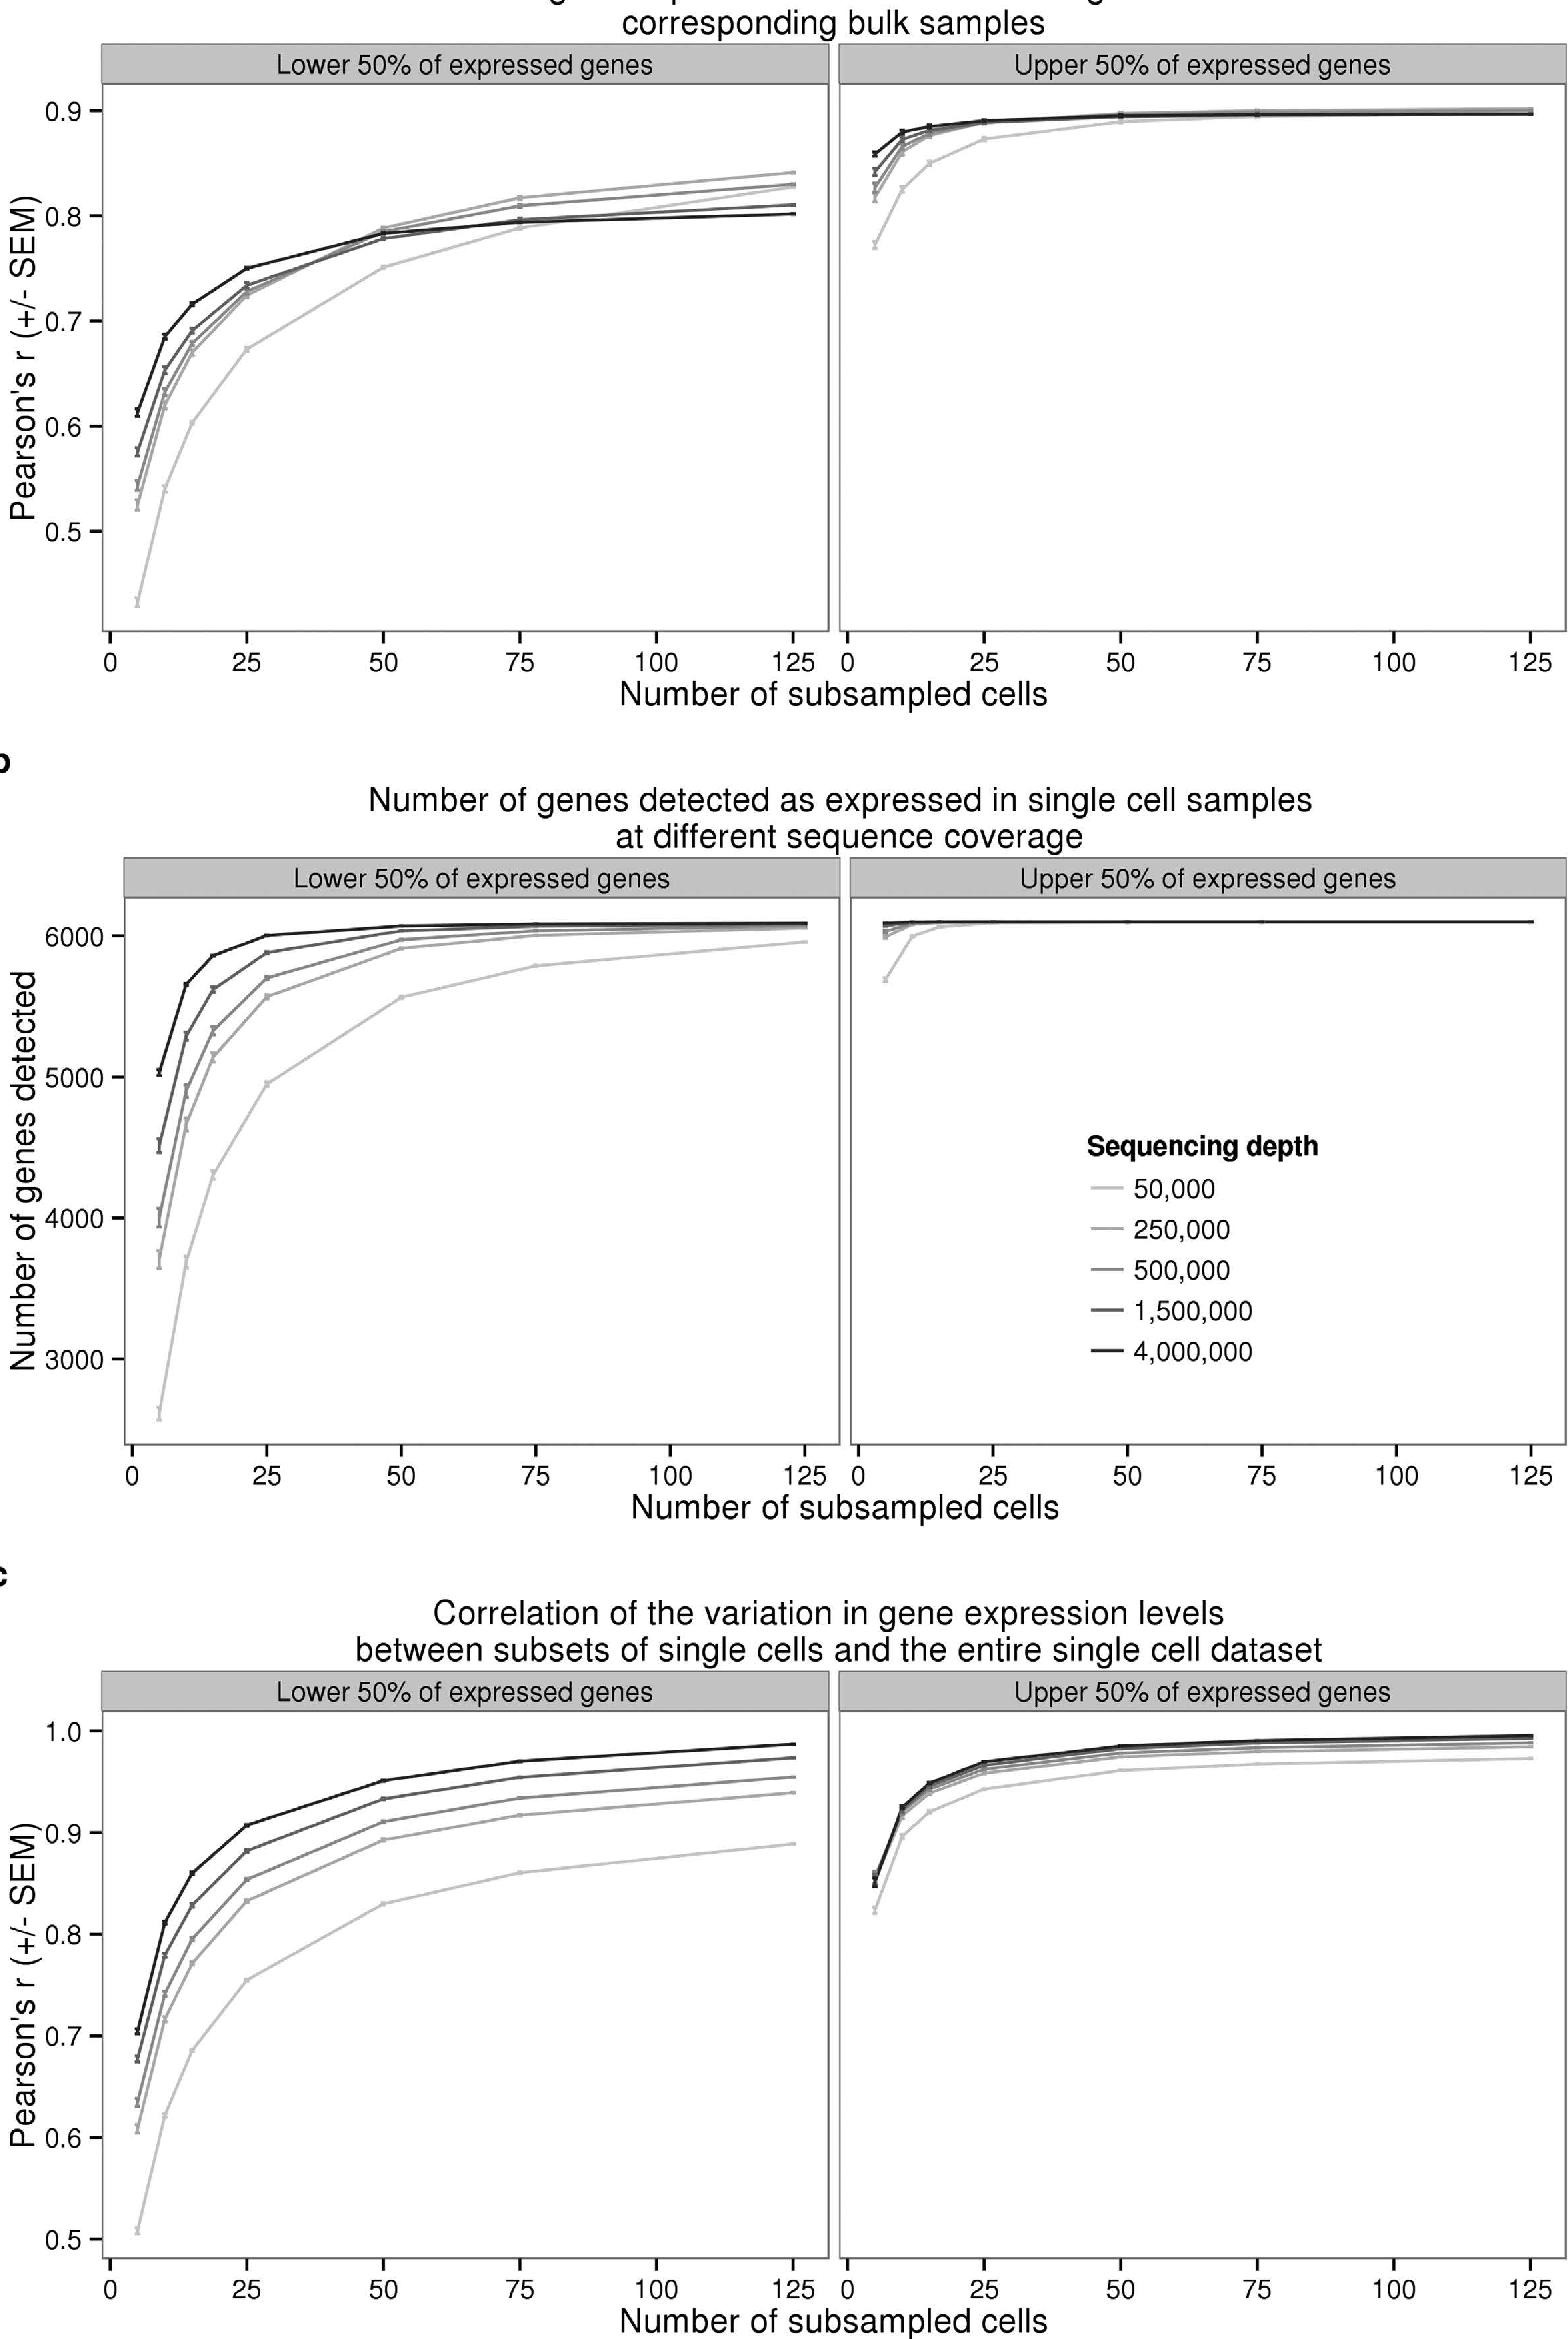 corresponding bulk samples
Lower 50% of expressed genes
Upper 50% of expressed genes
Pearson's r (+/- SEM)
0.9
0.8
0.7
0.6
0.5
0 25 50 75 100 125
0 25 50 75 100 125
Number of subsampled cells
b
Number of genes detected as expressed in single cell samples
at different sequence coverage
Lower 50% of expressed genes
Upper 50% of expressed genes
Number of genes detected
6000
5000
4000
3000
Sequencing depth
50,000
250,000
500,000
1,500,000
4,000,000
0 25 50 75 100 125
0 25 50 75 100 125
Number of subsampled cells
c
Correlation of the variation in gene expression levels
between subsets of single cells and the entire single cell dataset
Lower 50% of expressed genes
Upper 50% of expressed genes
Pearson's r (+/- SEM)
1.0
0.9
0.8
0.7
0.6
0.5
0 25 50 75 100 125
0 25 50 75 100 125
Number of subsampled cells